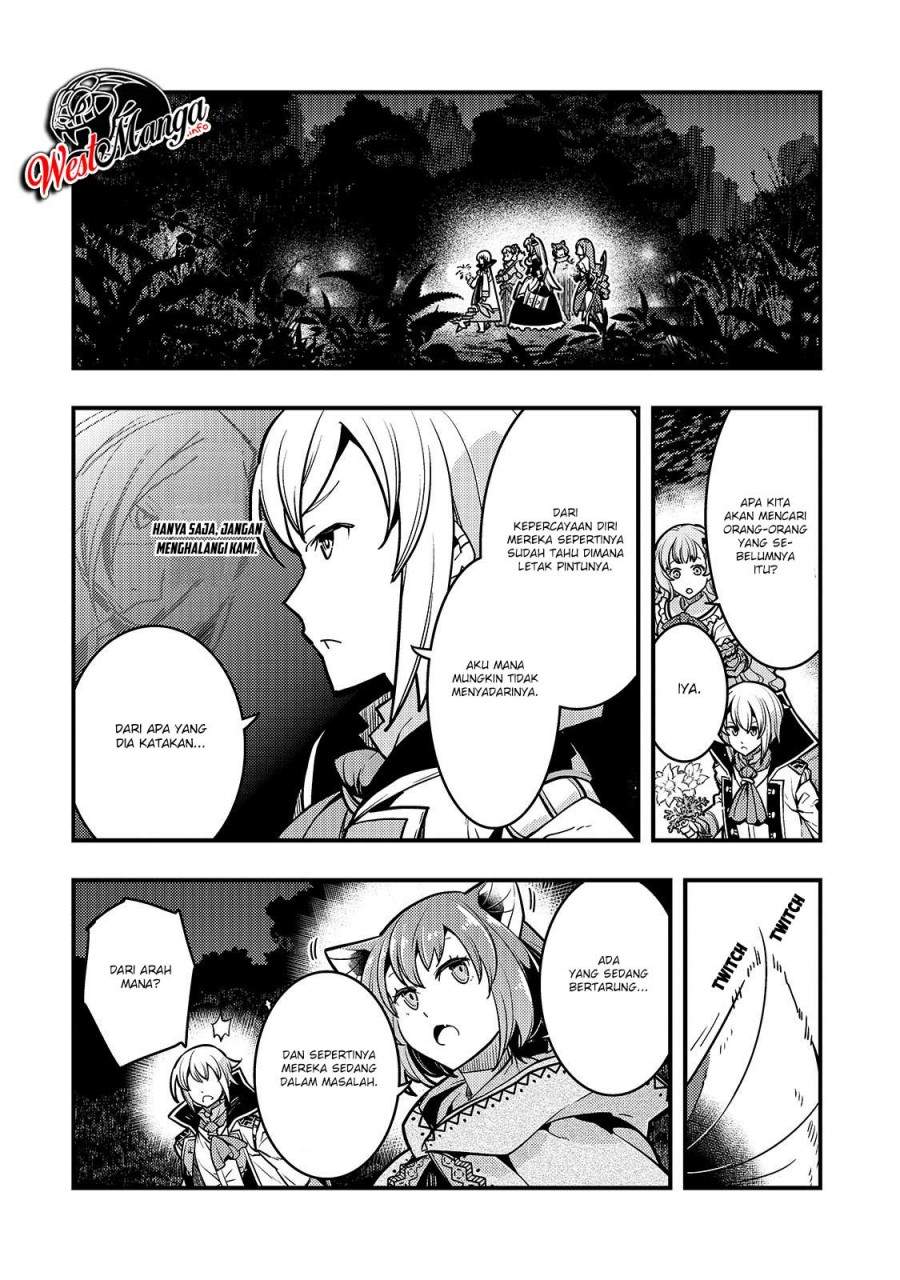 WestManga
.info
APA KITA
AKAN MENCARI
ORANG-ORANG
YANG SE-
BELUMNYA
ITU?
IYA.
DARI
KEPERCAYAAN DIRI
MEREKA SEPERTINYA
SUDAH TAHU DIMANA
LETAK PINTUNYA.
AKU MANA
MUNGKIN TIDAK
MENYADARINYA.
HANYA SAJA, JANGAN
MENGHALANGI KAMI.
DARI APA YANG
DIA KATAKAN...
TWITCH
TWITCH
ADA
YANG SEDANG
BERTARUNG...
DAN SEPERTINYA
MEREKA SEDANG
DALAM MASALAH.
DARI ARAH
MANA?